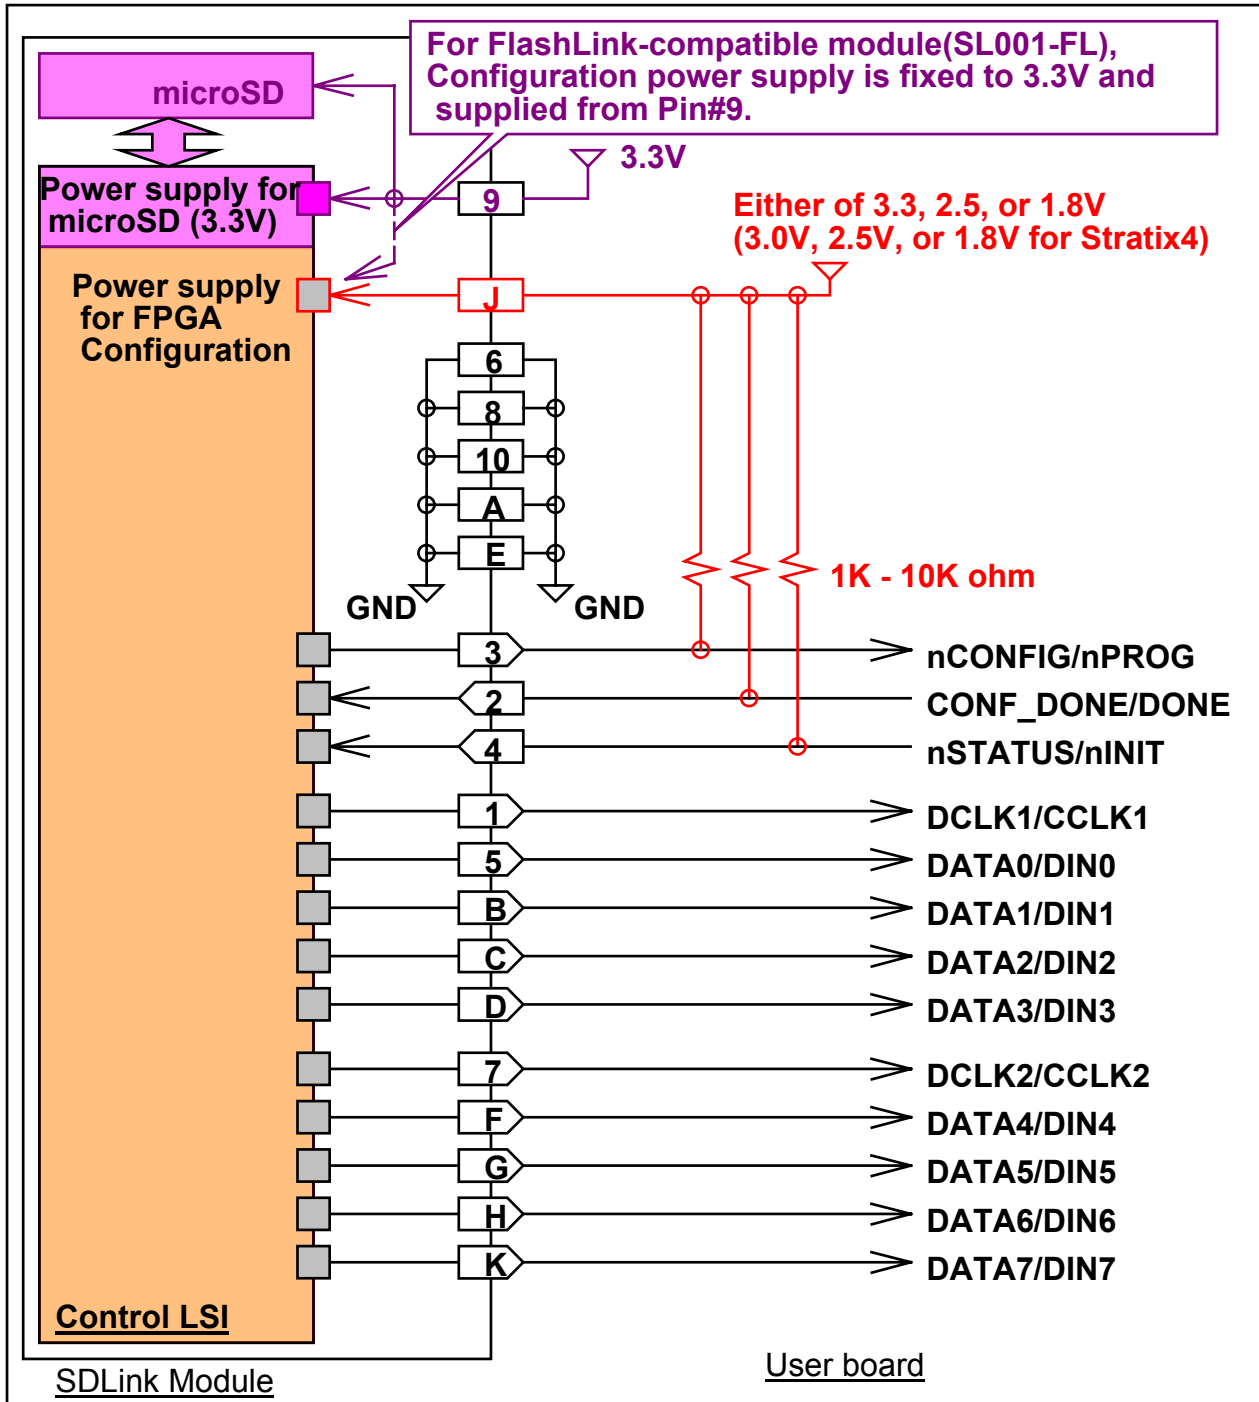 For FlashLink-compatible module(SL001-FL),
Configuration power supply is fixed to 3.3V and
supplied from Pin#9.
microSD
3.3V
Power supply for
microSD (3.3V)
9
Either of 3.3, 2.5, or 1.8V
(3.0V, 2.5V, or 1.8V for Stratix4)
Power supply
for FPGA
Configuration
J
6
8
10
A
E
1K - 10K ohm
GND
GND
3
nCONFIG/nPROG
2
CONF_DONE/DONE
4
nSTATUS/nINIT
1
DCLK1/CCLK1
5
DATA0/DIN0
B
DATA1/DIN1
C
DATA2/DIN2
D
DATA3/DIN3
7
DCLK2/CCLK2
F
DATA4/DIN4
G
DATA5/DIN5
H
DATA6/DIN6
K
DATA7/DIN7
Control LSI
SDLink Module
User board